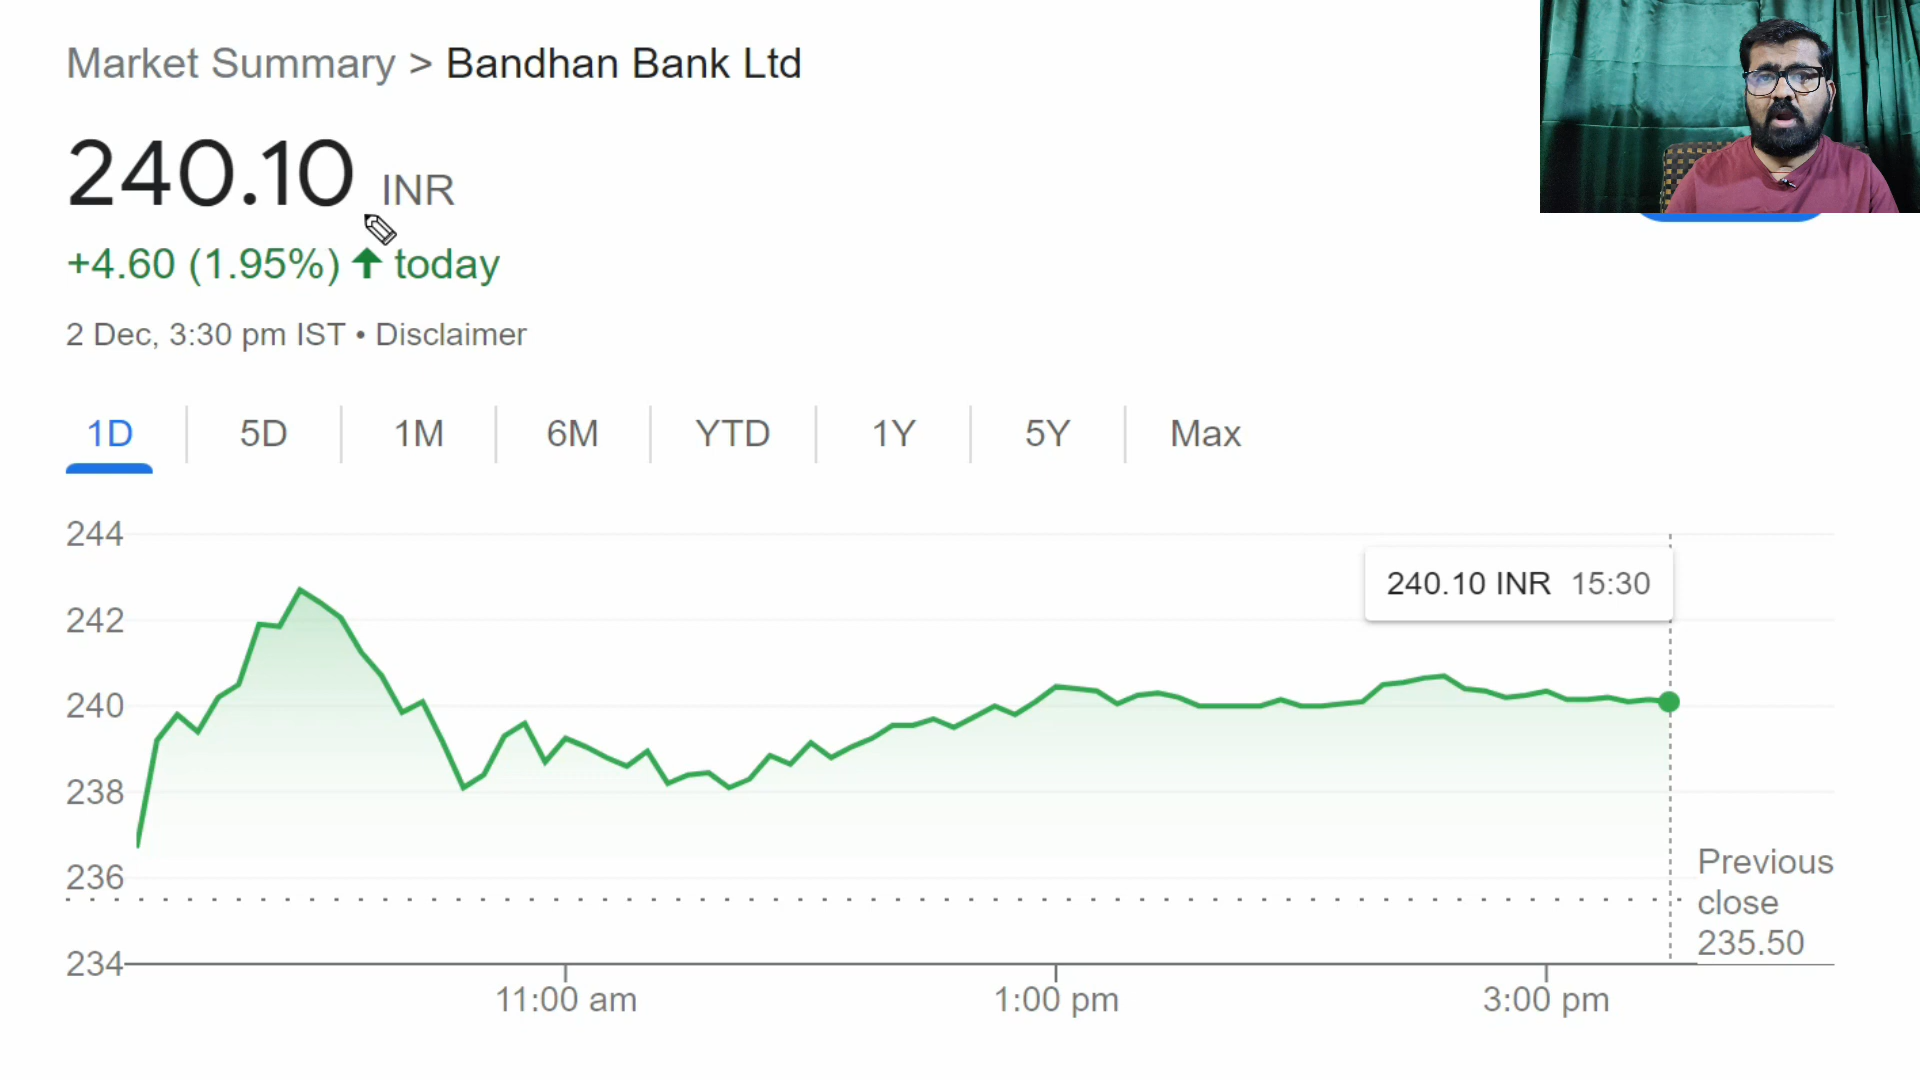 Market Summary > Bandhan Bank Ltd
240.10 INR
+4.60 (1.95%) ↑ today
2 Dec, 3:30 pm IST • Disclaimer
1D 5D 1M 6M YTD 1Y 5Y Max
244
240.10 INR 15:30
242
240
238
236
Previous
close
235.50
234
11:00 am 1:00 pm 3:00 pm